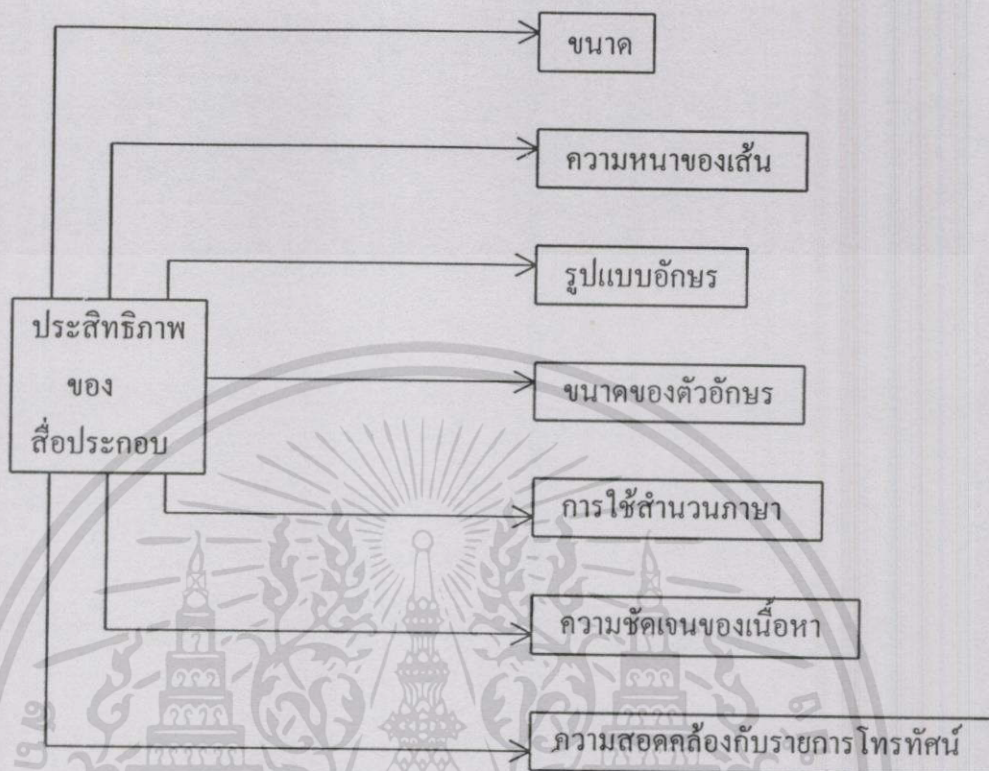 ขนาด
ความหนาของเส้น
รูปแบบอักษร
ประสิทธิภาพ
ของ
สื่อประกอบ
ขนาดของตัวอักษร
การใช้สำนวนภาษา
ความชัดเจนของเนื้อหา
ความสอดคล้องกับรายการโทรทัศน์